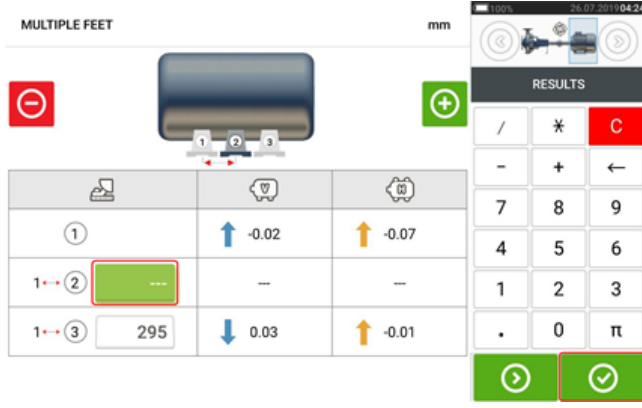 MULTIPLE FEET mm
100% 26.07.2019 04:24
RESULTS
1 2 3
V H
1 -0.02 -0.07
1 2 --- --- ---
1 3 295 0.03 -0.01
/ * C
- + ←
7 8 9
4 5 6
1 2 3
. 0 π